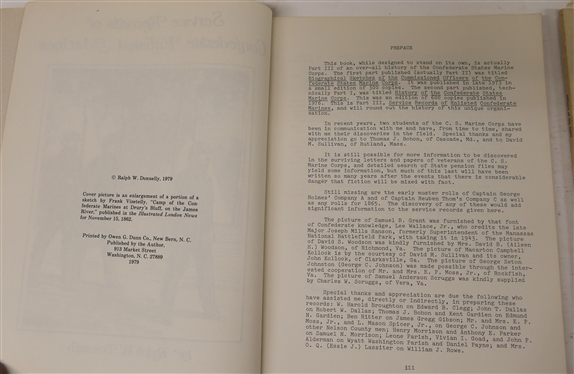 © Ralph W. Donnelly, 1979
Cover picture is an enlargement of a portion of a
sketch by Frank Vizetelly, "Camp of the Con-
federate Marines at Drury's Bluff, on the James
River," published in the Illustrated London News
for November 15, 1862.
Printed by Owen G. Dunn Co., New Bern, N. C.
Published by the Author.
913 Market Street
Washington, N. C. 27889
1979
PREFACE
This book, while designed to stand on its own, is actually
Part III of an over-all history of the Confederate States Marine
Corps. The first part published (actually Part II) was titled
Biographical Sketches of the Commissioned Officers of the Con-
federate States Marine Corps. It was published in late 1973 in
a small edition of 300 copies. The second part published, tech-
nically Part I, was titled History of the Confederate States
Marine Corps. This was an edition of 600 copies published in
1976. This is Part III, Service Records of Enlisted Confederate
Marines, and will round out the history of this unique organi-
zation.
In recent years, two students of the C. S. Marine Corps have
been in communication with me and have, from time to time, shared
with me their discoveries in the field. Special thanks and my
appreciation go to Thomas J. Bohon, of Cascade, Md., and to David
M. Sullivan, of Rutland, Mass.
It is still possible for more information to be discovered
in the surviving letters and papers of veterans of the C. S.
Marine Corps, and detailed search of State pension files may
yield some information, but much of this last will have been
written so many years after the events that there is considerable
danger that fiction will be mixed with fact.
Still missing are the early muster rolls of Captain George
Holmes' Company A and of Captain Reuben Thom's Company C as well
as any rolls for 1865. The discovery of any of these would add
significant information to the service records given here.
The picture of Samuel R. Grant was furnished by that font
of Confederate knowledge, Lee Wallace, Jr., who credits the late
Major Joseph Mills Hanson, formerly Superintendent of the Manassas
National Battlefield Park, with taking it in 1943. The picture
of David B. Woodson was kindly furnished by Mrs. David B. (Aileen
H.) Woodson, of Richmond, Va. The picture of Macarton Campbell
Kollock is by the courtesy of David M. Sullivan and its owner,
John Kollock, of Clarksville, Ga. The picture of George Seton
Johnston (George C. Johnson) was made possible through the inter-
ested cooperation of Mr. and Mrs. E. P. Moss, Jr., of Rockfish,
Va. The picture of Samuel Anderson Scruggs was kindly supplied
by Charles W. Scruggs, of Vera, Va.
Special thanks and appreciation are due the following who
have assisted me, directly or indirectly, in preparing these
records: W. Harold Broughton on Edward R. Clegg; John T. Dallas
on Robert W. Dallas; Thomas J. Bohon and Kent Gardien on Edmund
R. Gardien; Ben Ritter on James Gregg Gibson; Mr. and Mrs. E. P.
Moss, Jr., and L. Mason Spicer, Jr., on George C. Johnson and
other Nelson County men; Henry Morrison and Anthony E. Parker
on Samuel N. Morrison; Leone Parish, Vivian I. Goad, and John P.
Alderman on Wyatt Washington Parish and Daniel Payne; and Mrs.
O. Q. (Essie J.) Lassiter on William J. Rows.
iii